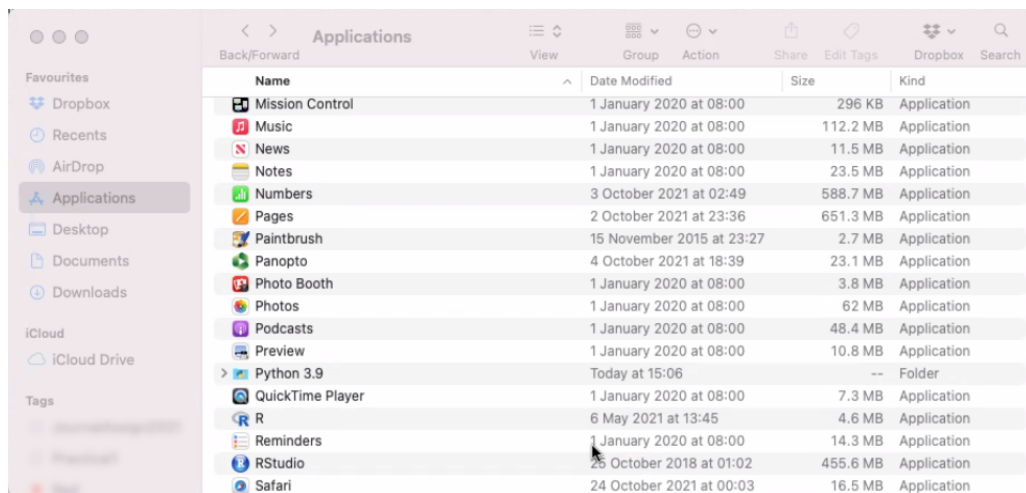 Applications
Back/Forward View Group Action Share Edit Tags Dropbox Search
Favourites
Dropbox
Recents
AirDrop
Applications
Desktop
Documents
Downloads
iCloud
iCloud Drive
Tags
Name Date Modified Size Kind
Mission Control 1 January 2020 at 08:00 296 KB Application
Music 1 January 2020 at 08:00 112.2 MB Application
News 1 January 2020 at 08:00 11.5 MB Application
Notes 1 January 2020 at 08:00 23.5 MB Application
Numbers 3 October 2021 at 02:49 588.7 MB Application
Pages 2 October 2021 at 23:36 651.3 MB Application
Paintbrush 15 November 2015 at 23:27 2.7 MB Application
Panopto 4 October 2021 at 18:39 23.1 MB Application
Photo Booth 1 January 2020 at 08:00 3.8 MB Application
Photos 1 January 2020 at 08:00 62 MB Application
Podcasts 1 January 2020 at 08:00 48.4 MB Application
Preview 1 January 2020 at 08:00 10.8 MB Application
Python 3.9 Today at 15:06 -- Folder
QuickTime Player 1 January 2020 at 08:00 7.3 MB Application
R 6 May 2021 at 13:45 4.6 MB Application
Reminders 1 January 2020 at 08:00 14.3 MB Application
RStudio 25 October 2018 at 01:02 455.6 MB Application
Safari 24 October 2021 at 00:03 16.5 MB Application